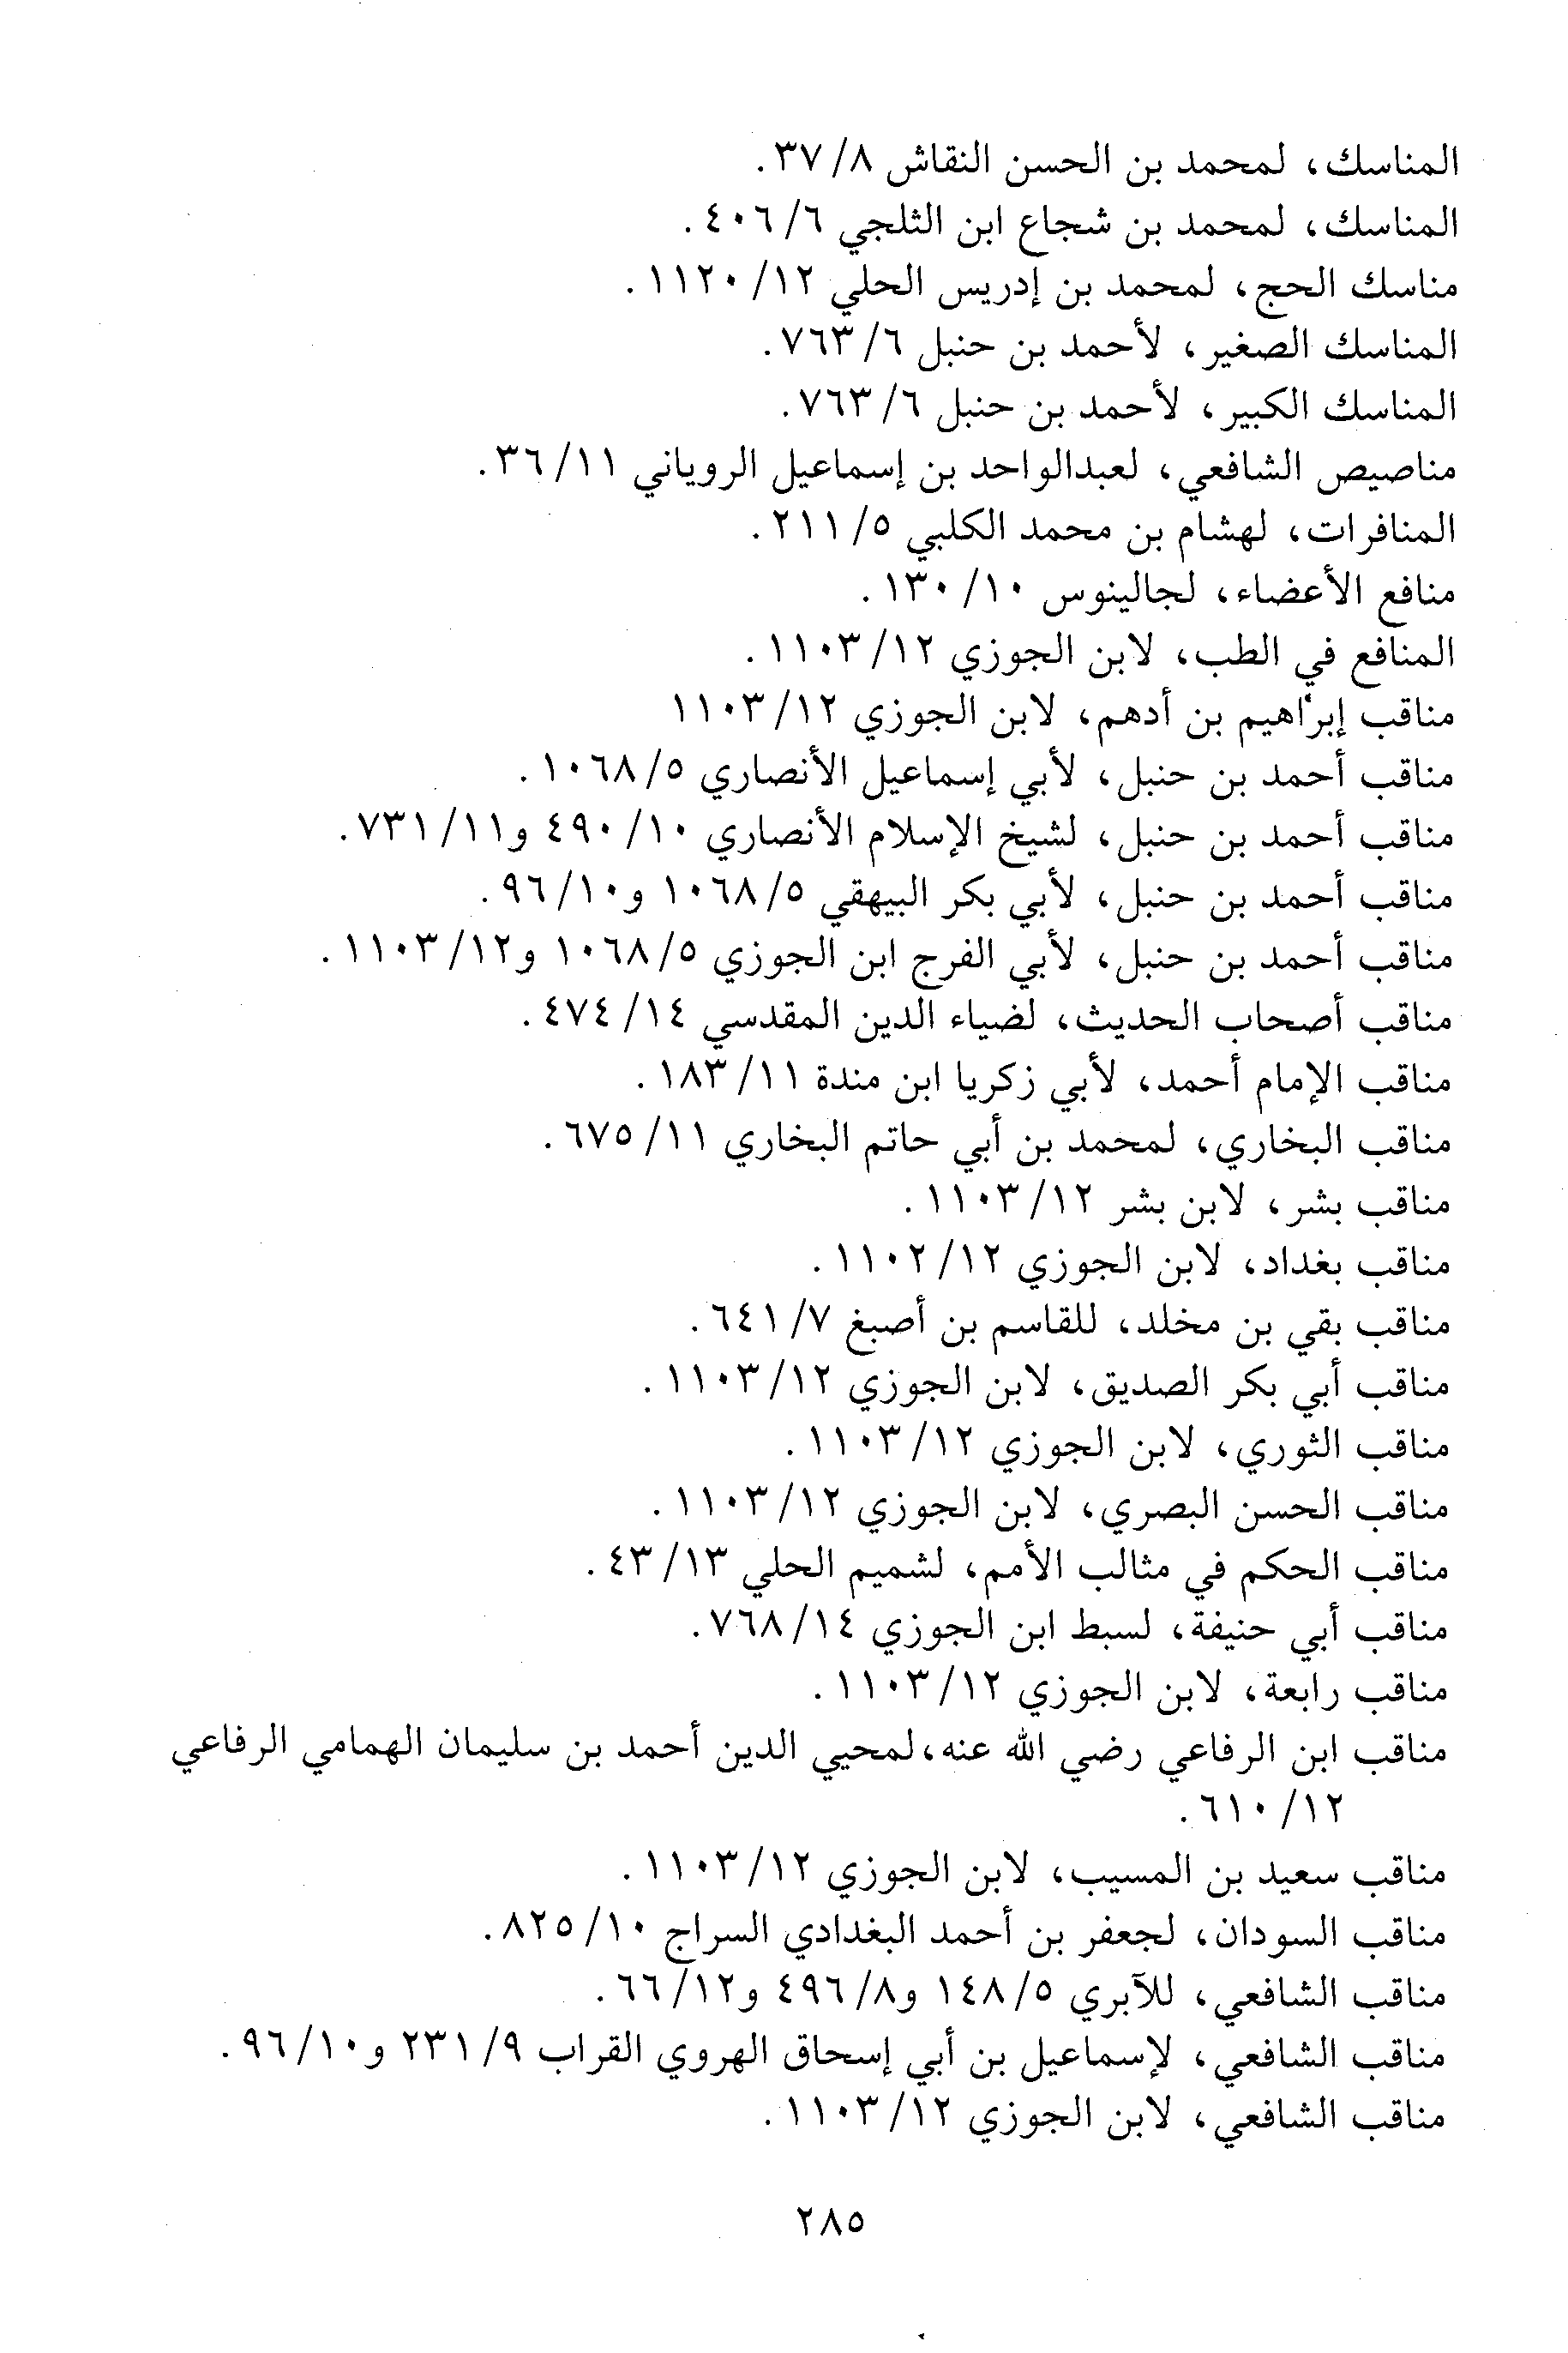 المناسك، لمحمد بن الحسن النقاش ٨/ ٣٧.
المناسك، لمحمد بن شجاع ابن الثلجي ٦/ ٤٠٦.
مناسك الحج، لمحمد بن إدريس الحلي ١٢/ ١١٢٠.
المناسك الصغير، لأحمد بن حنبل ٦/ ٧٦٣.
المناسك الكبير، لأحمد بن حنبل ٦/ ٧٦٣.
مناصيص الشافعي، لعبدالواحد بن إسماعيل الروياني ١١/ ٣٦.
المنافرات، لهشام بن محمد الكلبي ٥/ ٢١١.
منافع الأعضاء، لجالينوس ١٠/ ١٣٠.
المنافع في الطب، لابن الجوزي ١٢/ ١١٠٣.
مناقب إبراهيم بن أدهم، لابن الجوزي ١٢/ ١١٠٣
مناقب أحمد بن حنبل، لأبي إسماعيل الأنصاري ٥/ ١٠٦٨.
مناقب أحمد بن حنبل، لشيخ الإسلام الأنصاري ١٠/ ٤٩٠ و١١/ ٧٣١.
مناقب أحمد بن حنبل، لأبي بكر البيهقي ٥/ ١٠٦٨ و١٠/ ٩٦.
مناقب أحمد بن حنبل، لأبي الفرج ابن الجوزي ٥/ ١٠٦٨ و١٢/ ١١٠٣.
مناقب أصحاب الحديث، لضياء الدين المقدسي ١٤/ ٤٧٤.
مناقب الإمام أحمد، لأبي زكريا ابن مندة ١١/ ١٨٣.
مناقب البخاري، لمحمد بن أبي حاتم البخاري ١١/ ٦٧٥.
مناقب بشر، لابن بشر ١٢/ ١١٠٣.
مناقب بغداد، لابن الجوزي ١٢/ ١١٠٢.
مناقب بقي بن مخلد، للقاسم بن أصبغ ٧/ ٦٤١.
مناقب أبي بكر الصديق، لابن الجوزي ١٢/ ١١٠٣.
مناقب الثوري، لابن الجوزي ١٢/ ١١٠٣.
مناقب الحسن البصري، لابن الجوزي ١٢/ ١١٠٣.
مناقب الحكم في مثالب الأمم، لشميم الحلي ١٣/ ٤٣.
مناقب أبي حنيفة، لسبط ابن الجوزي ١٤/ ٧٦٨.
مناقب رابعة، لابن الجوزي ١٢/ ١١٠٣.
مناقب ابن الرفاعي رضي الله عنه،لمحيي الدين أحمد بن سليمان الهمامي الرفاعي
١٢/ ٦١٠.
مناقب سعيد بن المسيب، لابن الجوزي ١٢/ ١١٠٣.
مناقب السودان، لجعفر بن أحمد البغدادي السراج ١٠/ ٨٢٥.
مناقب الشافعي، للآبري ٥/ ١٤٨ و٨/ ٤٩٦ و١٢/ ٦٦.
مناقب الشافعي، لإسماعيل بن أبي إسحاق الهروي القراب ٩/ ٢٣١ و١٠/ ٩٦.
مناقب الشافعي، لابن الجوزي ١٢/ ١١٠٣.
٢٨٥